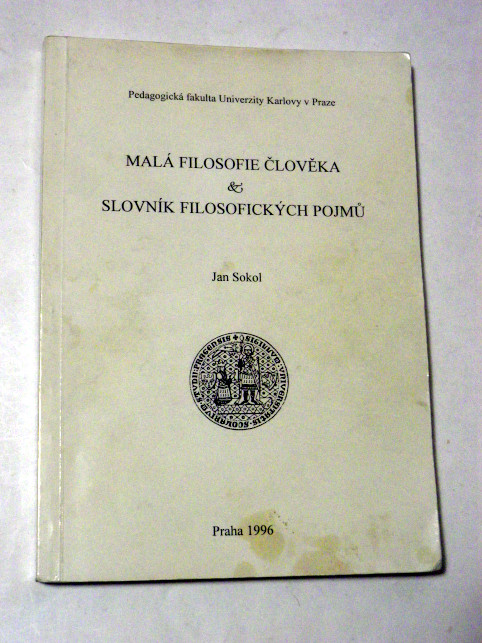 Pedagogická fakulta Univerzity Karlovy v Praze
MALÁ FILOSOFIE ČLOVĚKA
&
SLOVNÍK FILOSOFICKÝCH POJMŮ
Jan Sokol
Praha 1996